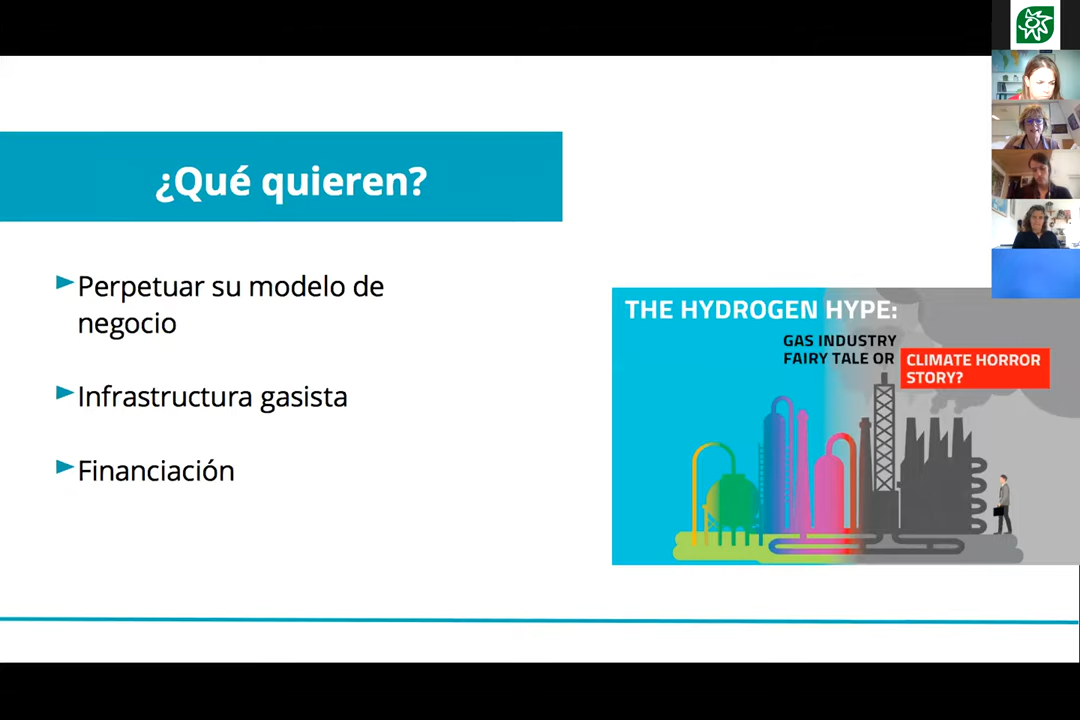 ¿Qué quieren?
Perpetuar su modelo de
negocio
Infrastructura gasista
Financiación
THE HYDROGEN HYPE:
GAS INDUSTRY
FAIRY TALE OR
CLIMATE HORROR
STORY?